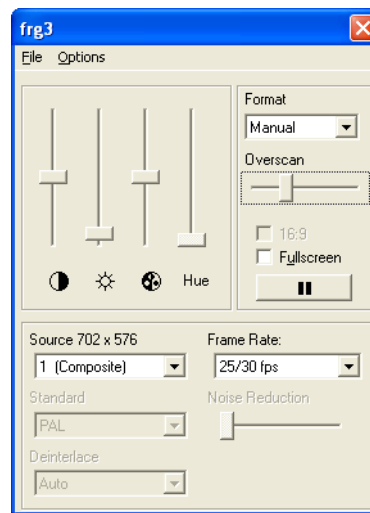 frg3
File Options
Format
Manual
Overscan
16:9
Fullscreen
Hue
Source 702 x 576
1 (Composite)
Frame Rate:
25/30 fps
Standard
PAL
Noise Reduction
Deinterlace
Auto